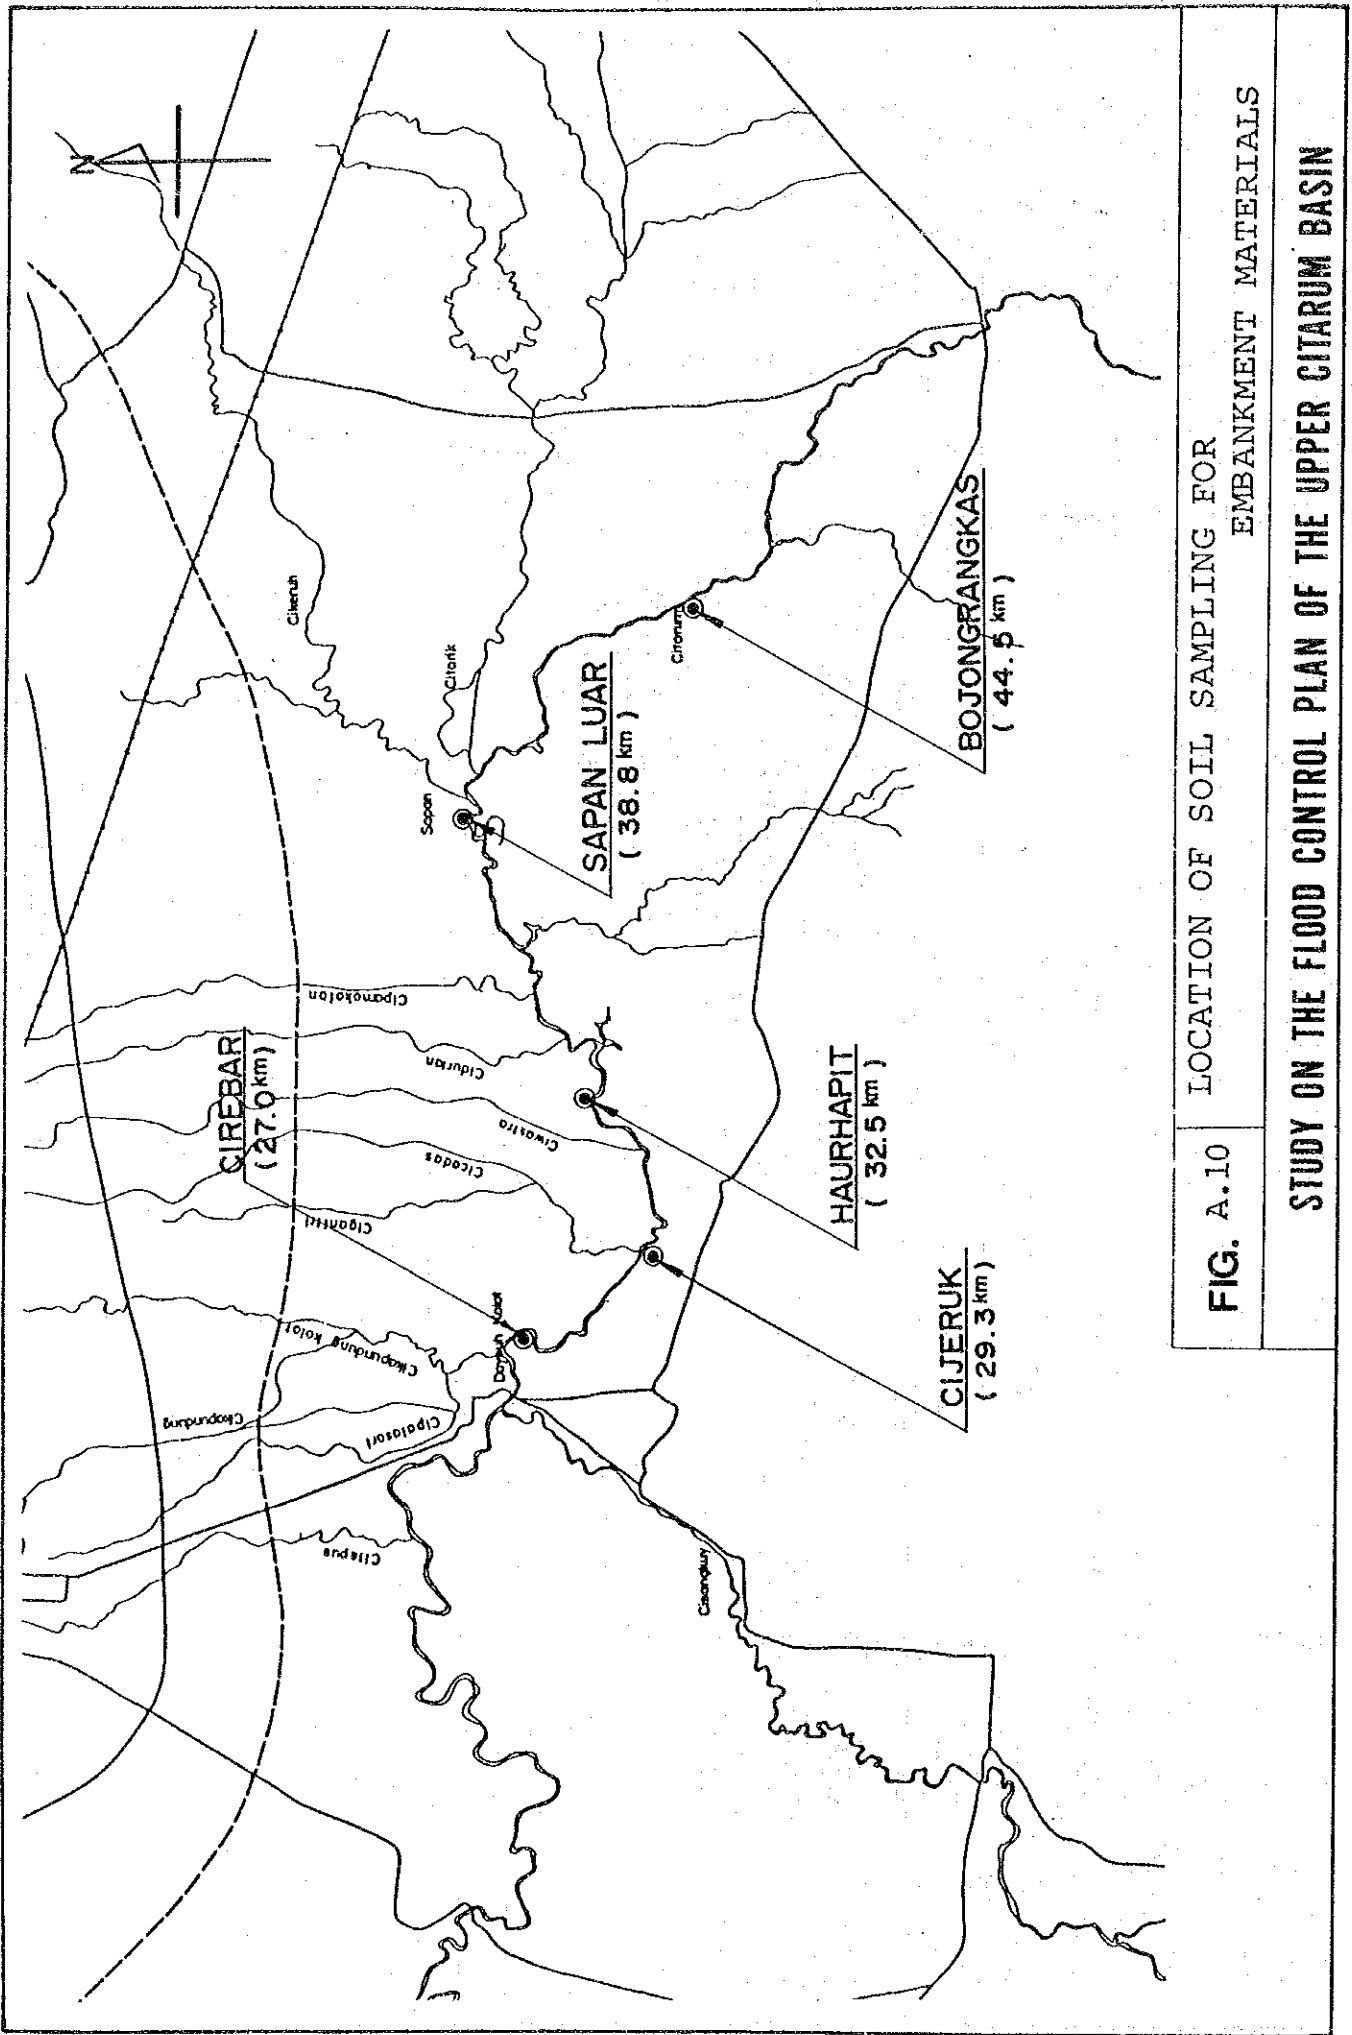 N
Cikeruh
Citarik
Sapan
Citarum
SAPAN LUAR
( 38.8 km )
BOJONGRANGKAS
( 44.5 km )
Cipamokolan
CIREBAR
( 27.0 km )
Cidurian
Ciwastra
Cicadas
HAURHAPIT
( 32.5 km )
CIJERUK
( 29.3 km )
Kolot
Cikapundung Kolot
Cikapundung
Cipalasari
Cisangkuy
FIG. A.10
LOCATION OF SOIL SAMPLING FOR
EMBANKMENT MATERIALS
STUDY ON THE FLOOD CONTROL PLAN OF THE UPPER CITARUM BASIN